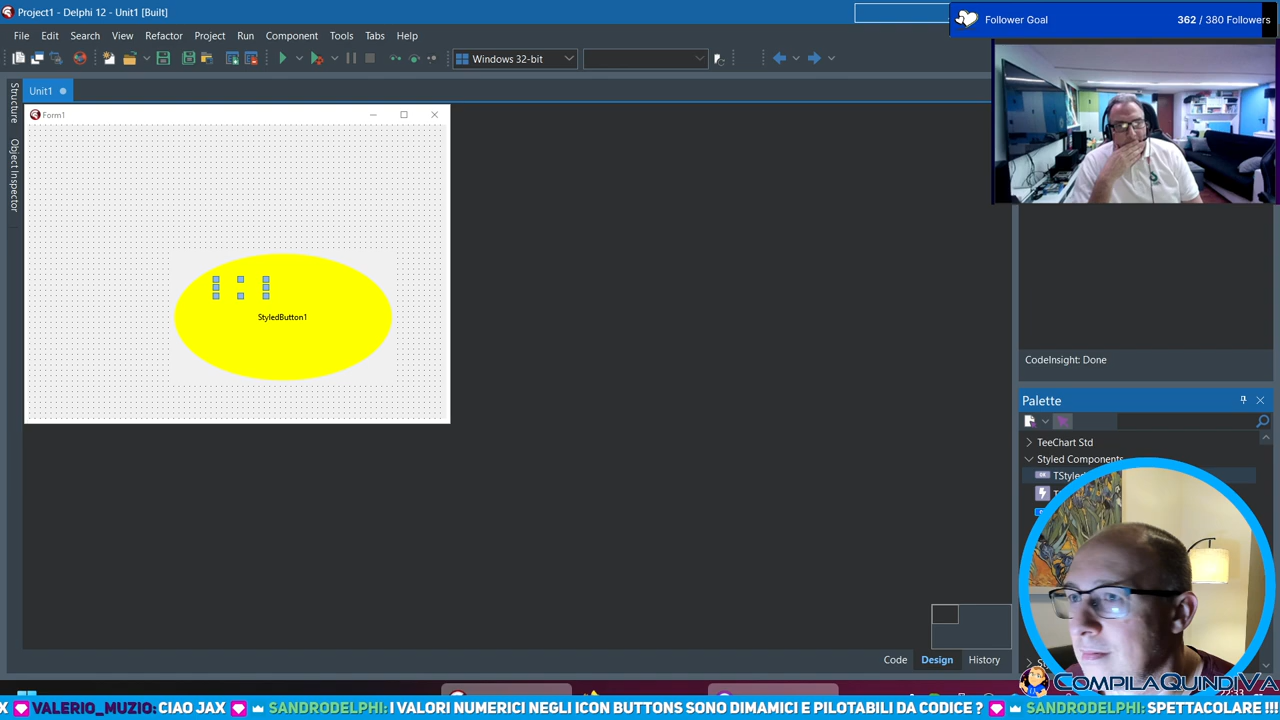 Project1 - Delphi 12 - Unit1 [Built]
Follower Goal
362 / 380 Followers
File Edit Search View Refactor Project Run Component Tools Tabs Help
Windows 32-bit
Unit1
Structure
Object Inspector
Form1
StyledButton1
CodeInsight: Done
Palette
TeeChart Std
Styled Components
TStyled
Code Design History
COMPILAQUINDIVA
X VALERIO_MUZIO: CIAO JAX SANDRODELPHI: I VALORI NUMERICI NEGLI ICON BUTTONS SONO DIMAMICI E PILOTABILI DA CODICE ? SANDRODELPHI: SPETTACOLARE !!!